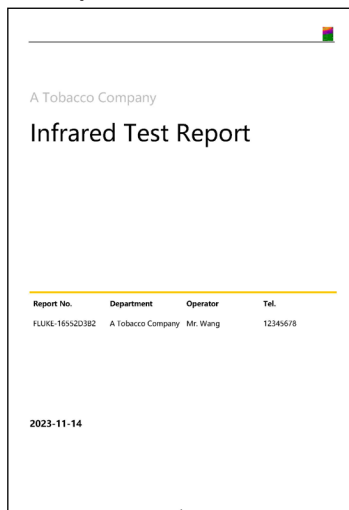 A Tobacco Company
Infrared Test Report
Report No. Department Operator Tel.
FLUKE-16552D3B2 A Tobacco Company Mr. Wang 12345678
2023-11-14